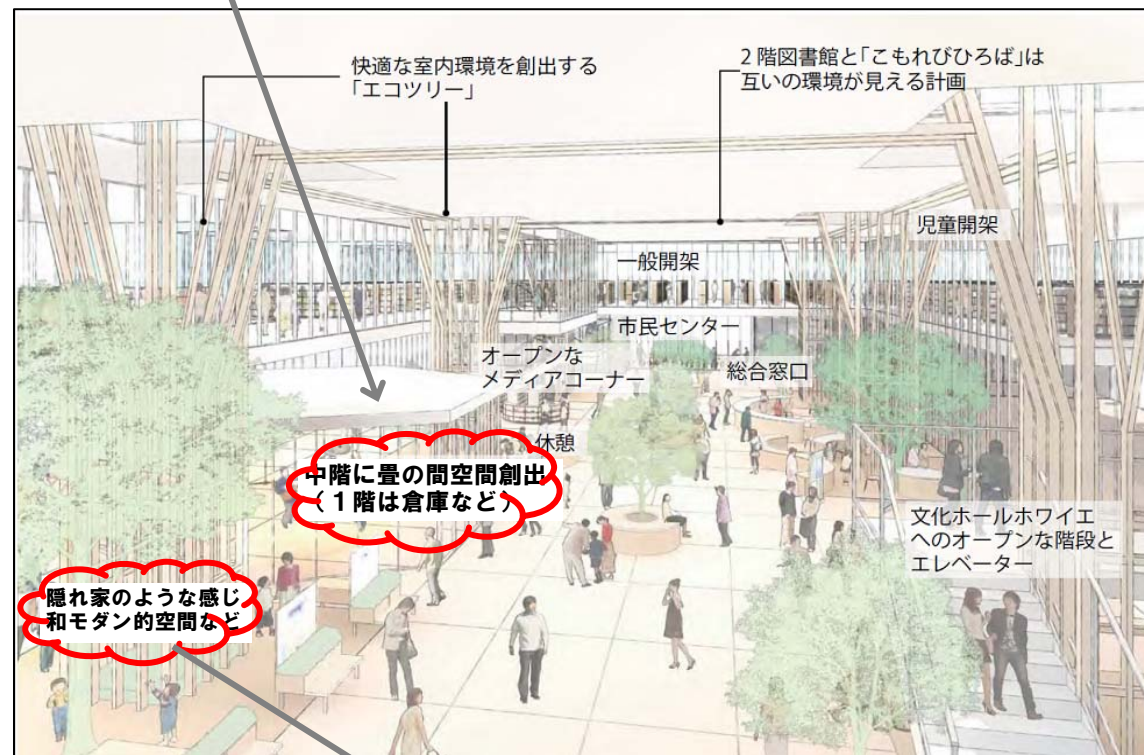 快適な室内環境を創出する
「エコツリー」
2階図書館と「こもれびひろば」は
互いの環境が見える計画
児童開架
一般開架
市民センター
オープンな
メディアコーナー
総合窓口
休憩
中階に畳の間空間創出
（１階は倉庫など）
文化ホールホワイエ
へのオープンな階段と
エレベーター
隠れ家のような感じ
和モダン的空間など